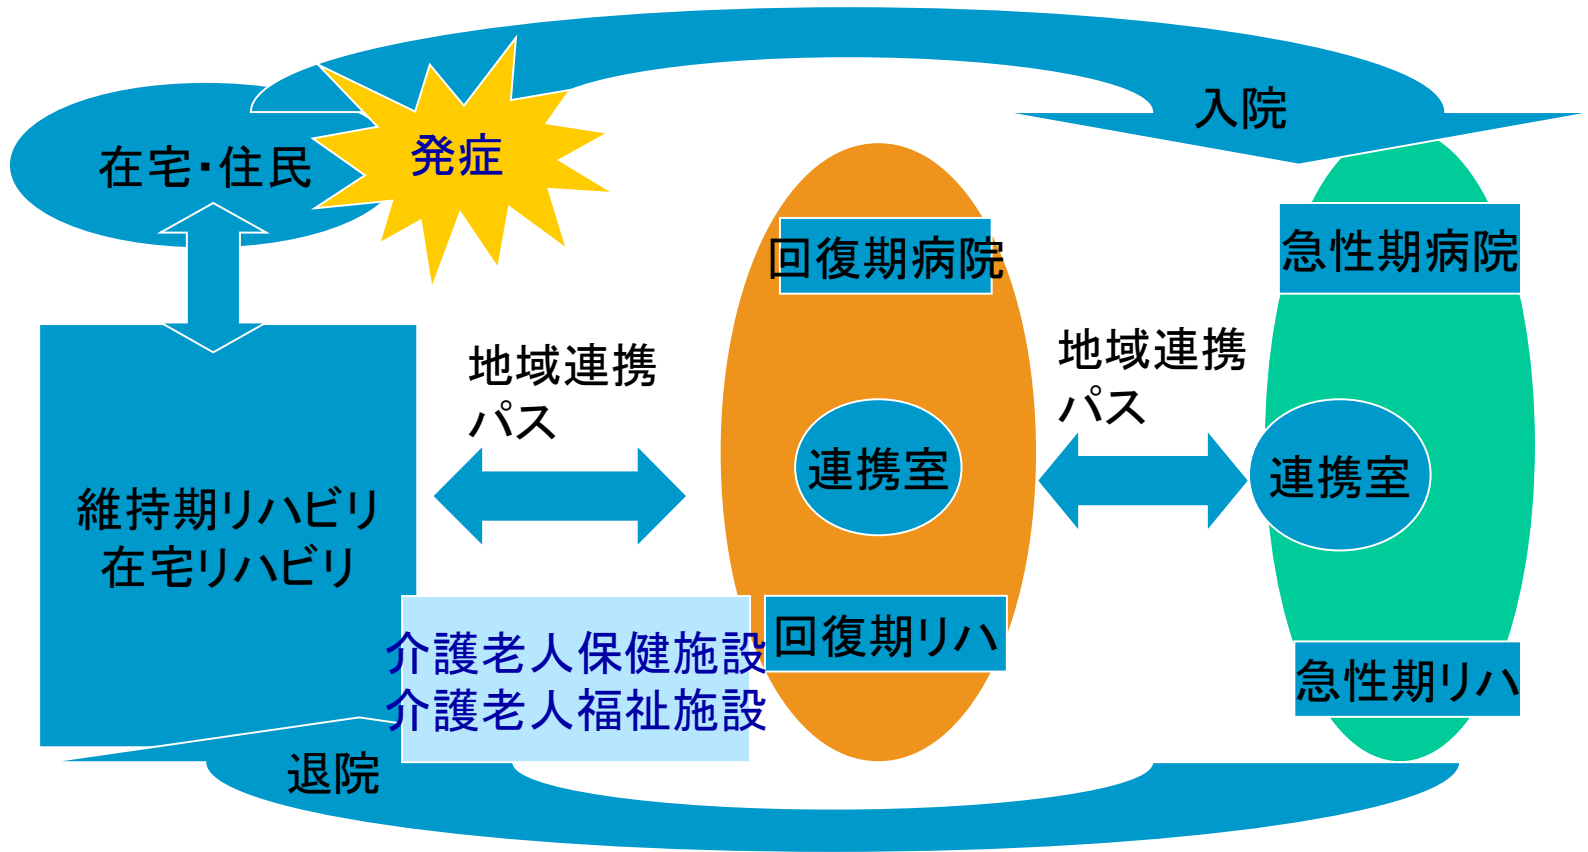 入院
発症
在宅・住民
回復期病院
急性期病院
地域連携
パス
地域連携
パス
連携室
連携室
維持期リハビリ
在宅リハビリ
介護老人保健施設
介護老人福祉施設
回復期リハ
急性期リハ
退院